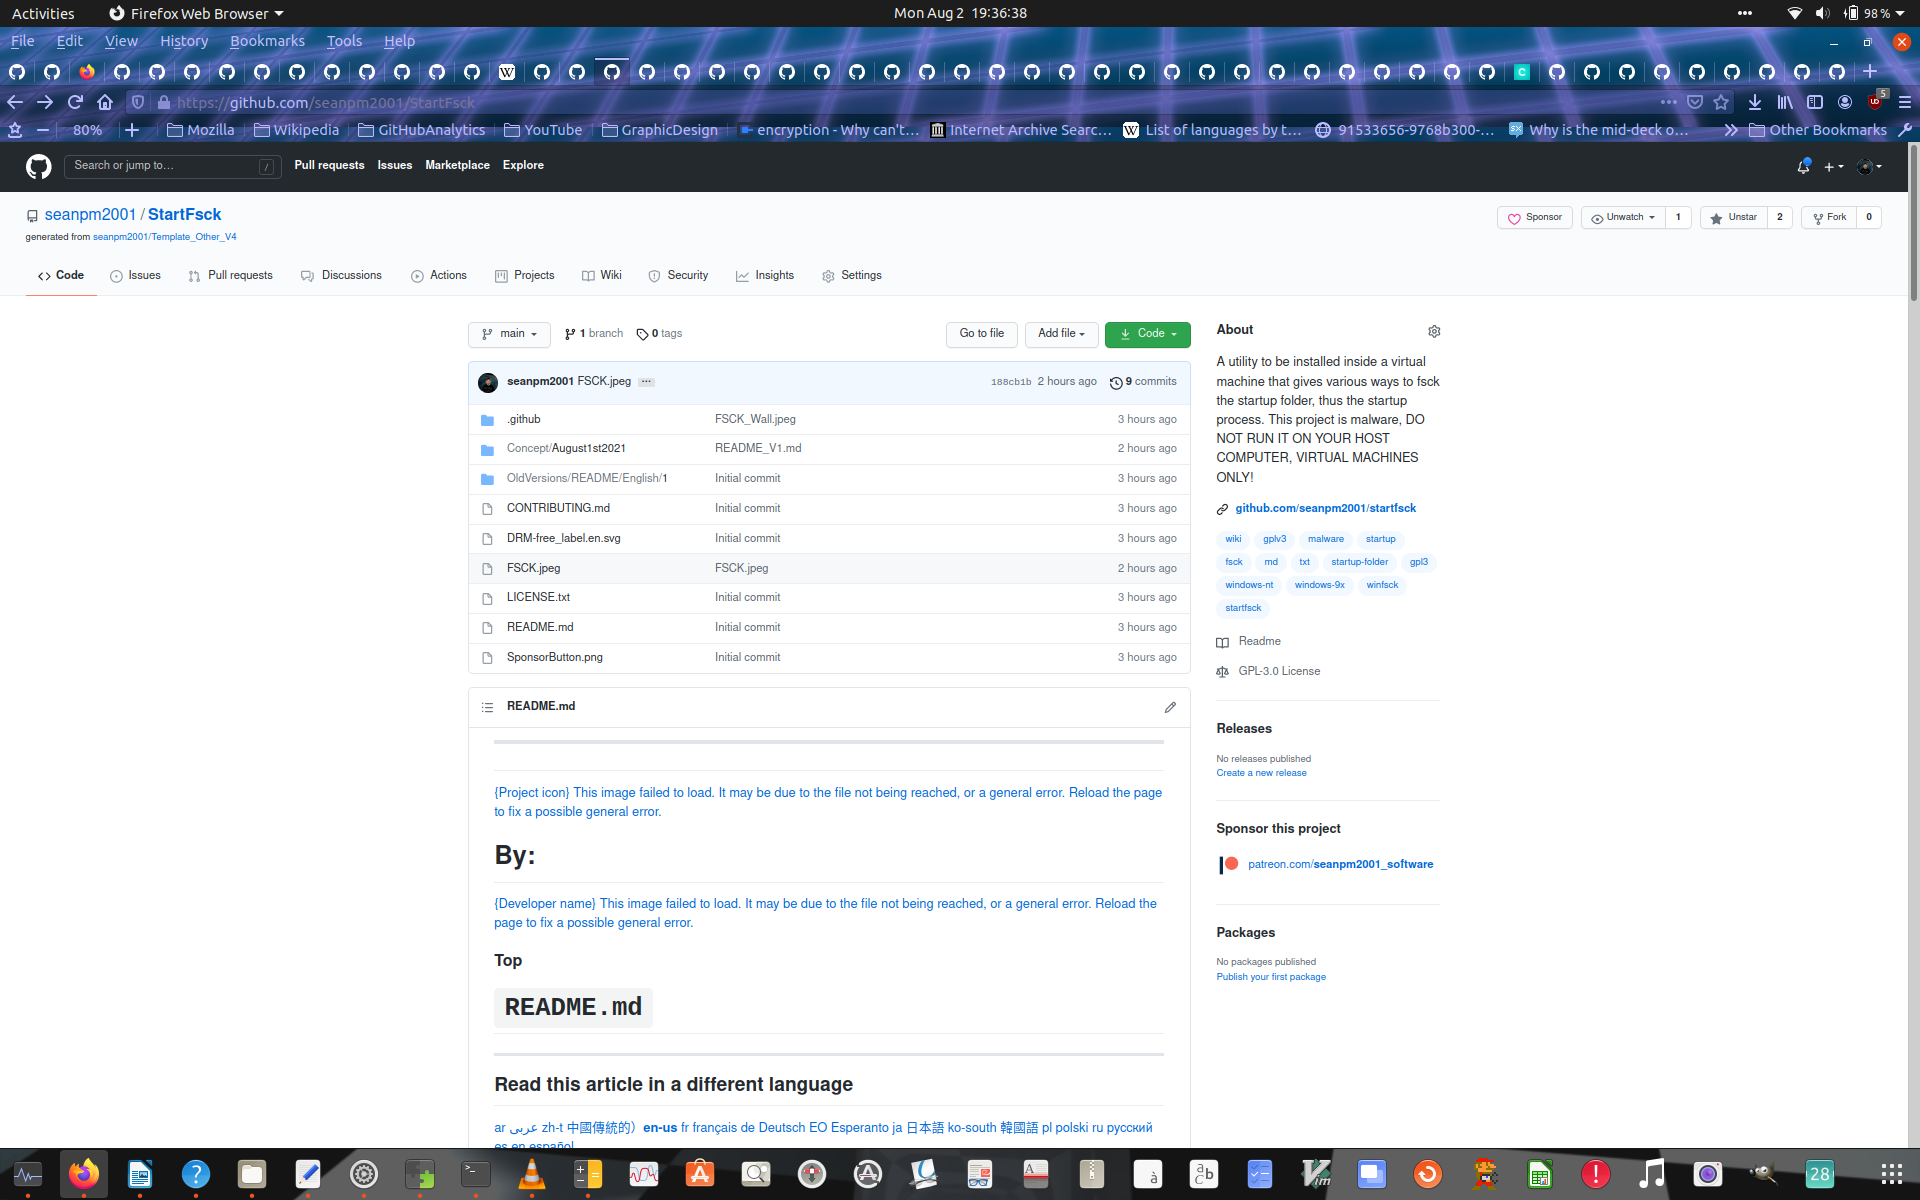 Activities
Firefox Web Browser
Mon Aug 2 19:36:38
98 %
File Edit View History Bookmarks Tools Help
https://github.com/seanpm2001/StartFsck
5
80%
Mozilla
Wikipedia
GitHubAnalytics
YouTube
GraphicDesign
encryption - Why can't…
Internet Archive Searc…
List of languages by t…
91533656-9768b300-…
Why is the mid-deck o…
Other Bookmarks
Search or jump to…
/
Pull requests Issues Marketplace Explore
seanpm2001 / StartFsck
generated from seanpm2001/Template_Other_V4
Sponsor
Unwatch 1
Unstar 2
Fork 0
Code
Issues
Pull requests
Discussions
Actions
Projects
Wiki
Security
Insights
Settings
main
1 branch
0 tags
Go to file
Add file
Code
seanpm2001 FSCK.jpeg ...
188cb1b 2 hours ago
9 commits
.github FSCK_Wall.jpeg 3 hours ago
Concept/August1st2021 README_V1.md 2 hours ago
OldVersions/README/English/1 Initial commit 3 hours ago
CONTRIBUTING.md Initial commit 3 hours ago
DRM-free_label.en.svg Initial commit 3 hours ago
FSCK.jpeg FSCK.jpeg 2 hours ago
LICENSE.txt Initial commit 3 hours ago
README.md Initial commit 3 hours ago
SponsorButton.png Initial commit 3 hours ago
README.md
{Project icon} This image failed to load. It may be due to the file not being reached, or a general error. Reload the page
to fix a possible general error.
By:
{Developer name} This image failed to load. It may be due to the file not being reached, or a general error. Reload the
page to fix a possible general error.
Top
README.md
Read this article in a different language
ar عربى zh-t 中國傳統的）en-us fr français de Deutsch EO Esperanto ja 日本語 ko-south 韓國語 pl polski ru русский
es en español
About
A utility to be installed inside a virtual
machine that gives various ways to fsck
the startup folder, thus the startup
process. This project is malware, DO
NOT RUN IT ON YOUR HOST
COMPUTER, VIRTUAL MACHINES
ONLY!
github.com/seanpm2001/startfsck
wiki gplv3 malware startup
fsck md txt startup-folder gpl3
windows-nt windows-9x winfsck
startfsck
Readme
GPL-3.0 License
Releases
No releases published
Create a new release
Sponsor this project
patreon.com/seanpm2001_software
Packages
No packages published
Publish your first package
28